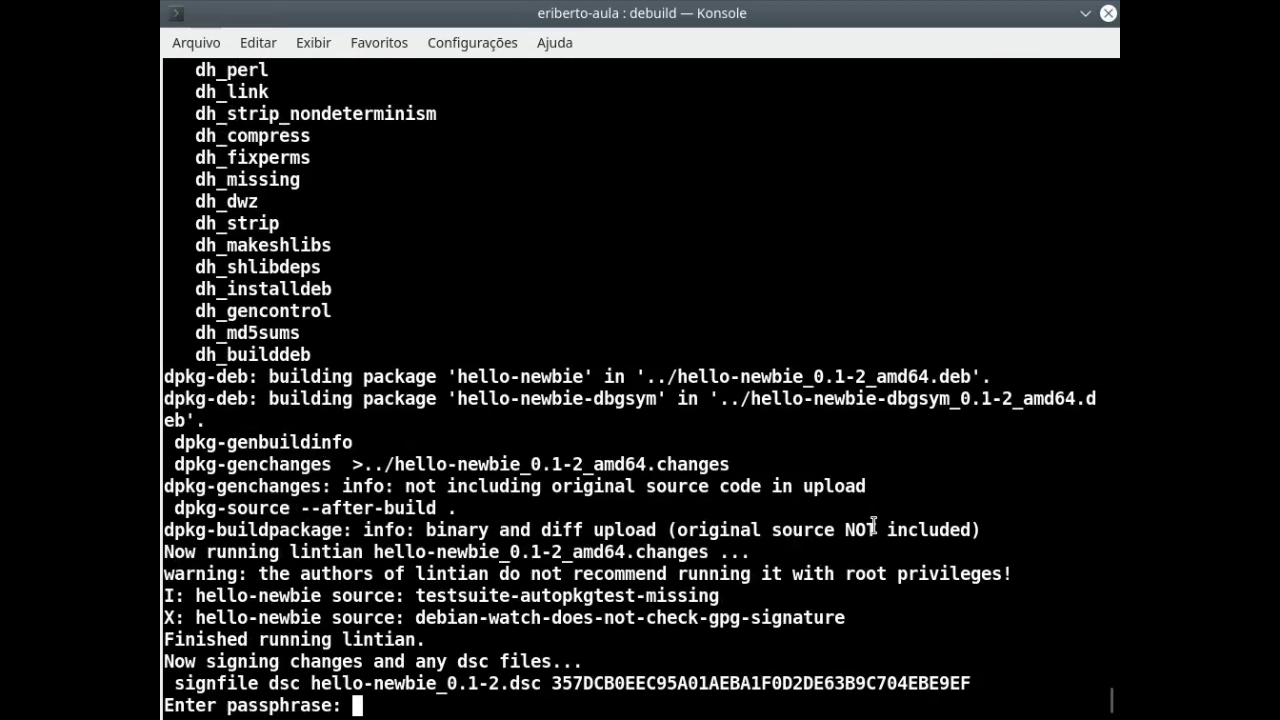 eriberto-aula : debuild — Konsole
Arquivo Editar Exibir Favoritos Configurações Ajuda
dh_perl
dh_link
dh_strip_nondeterminism
dh_compress
dh_fixperms
dh_missing
dh_dwz
dh_strip
dh_makeshlibs
dh_shlibdeps
dh_installdeb
dh_gencontrol
dh_md5sums
dh_builddeb
dpkg-deb: building package 'hello-newbie' in '../hello-newbie_0.1-2_amd64.deb'.
dpkg-deb: building package 'hello-newbie-dbgsym' in '../hello-newbie-dbgsym_0.1-2_amd64.d
eb'.
dpkg-genbuildinfo
dpkg-genchanges  >../hello-newbie_0.1-2_amd64.changes
dpkg-genchanges: info: not including original source code in upload
dpkg-source --after-build .
dpkg-buildpackage: info: binary and diff upload (original source NOT included)
Now running lintian hello-newbie_0.1-2_amd64.changes ...
warning: the authors of lintian do not recommend running it with root privileges!
I: hello-newbie source: testsuite-autopkgtest-missing
X: hello-newbie source: debian-watch-does-not-check-gpg-signature
Finished running lintian.
Now signing changes and any dsc files...
signfile dsc hello-newbie_0.1-2.dsc 357DCB0EEC95A01AEBA1F0D2DE63B9C704EBE9EF
Enter passphrase: